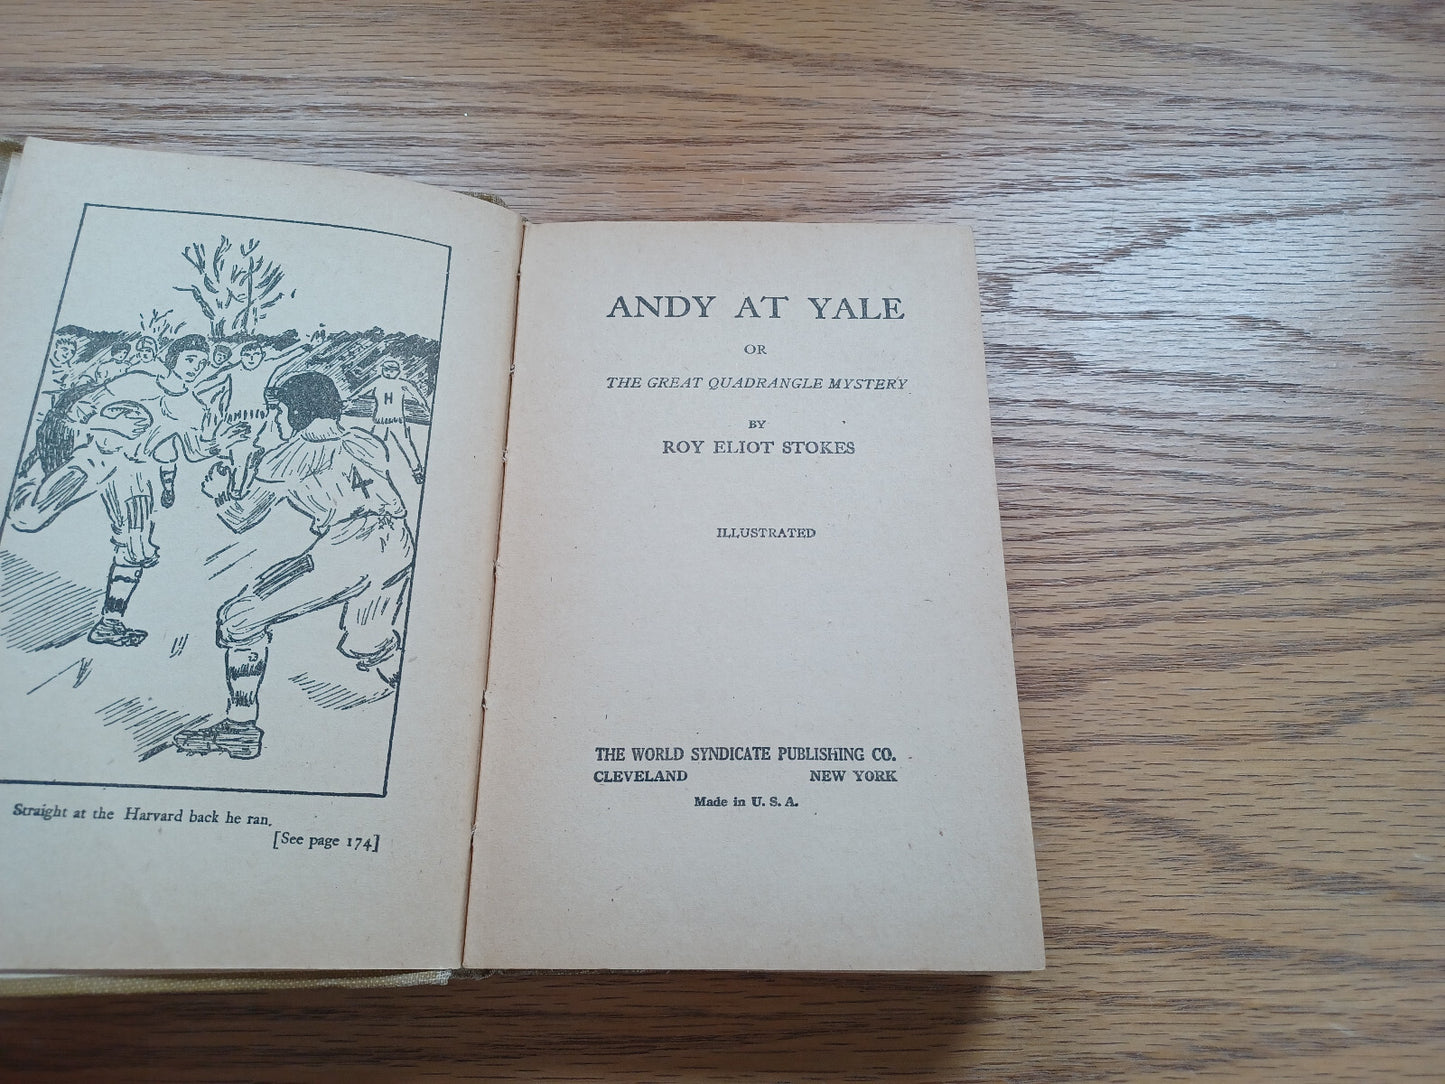 H
4
Straight at the Harvard back he ran.
[See page 174]
ANDY AT YALE
OR
THE GREAT QUADRANGLE MYSTERY
BY
ROY ELIOT STOKES
ILLUSTRATED
THE WORLD SYNDICATE PUBLISHING CO.
CLEVELAND NEW YORK
Made in U. S. A.